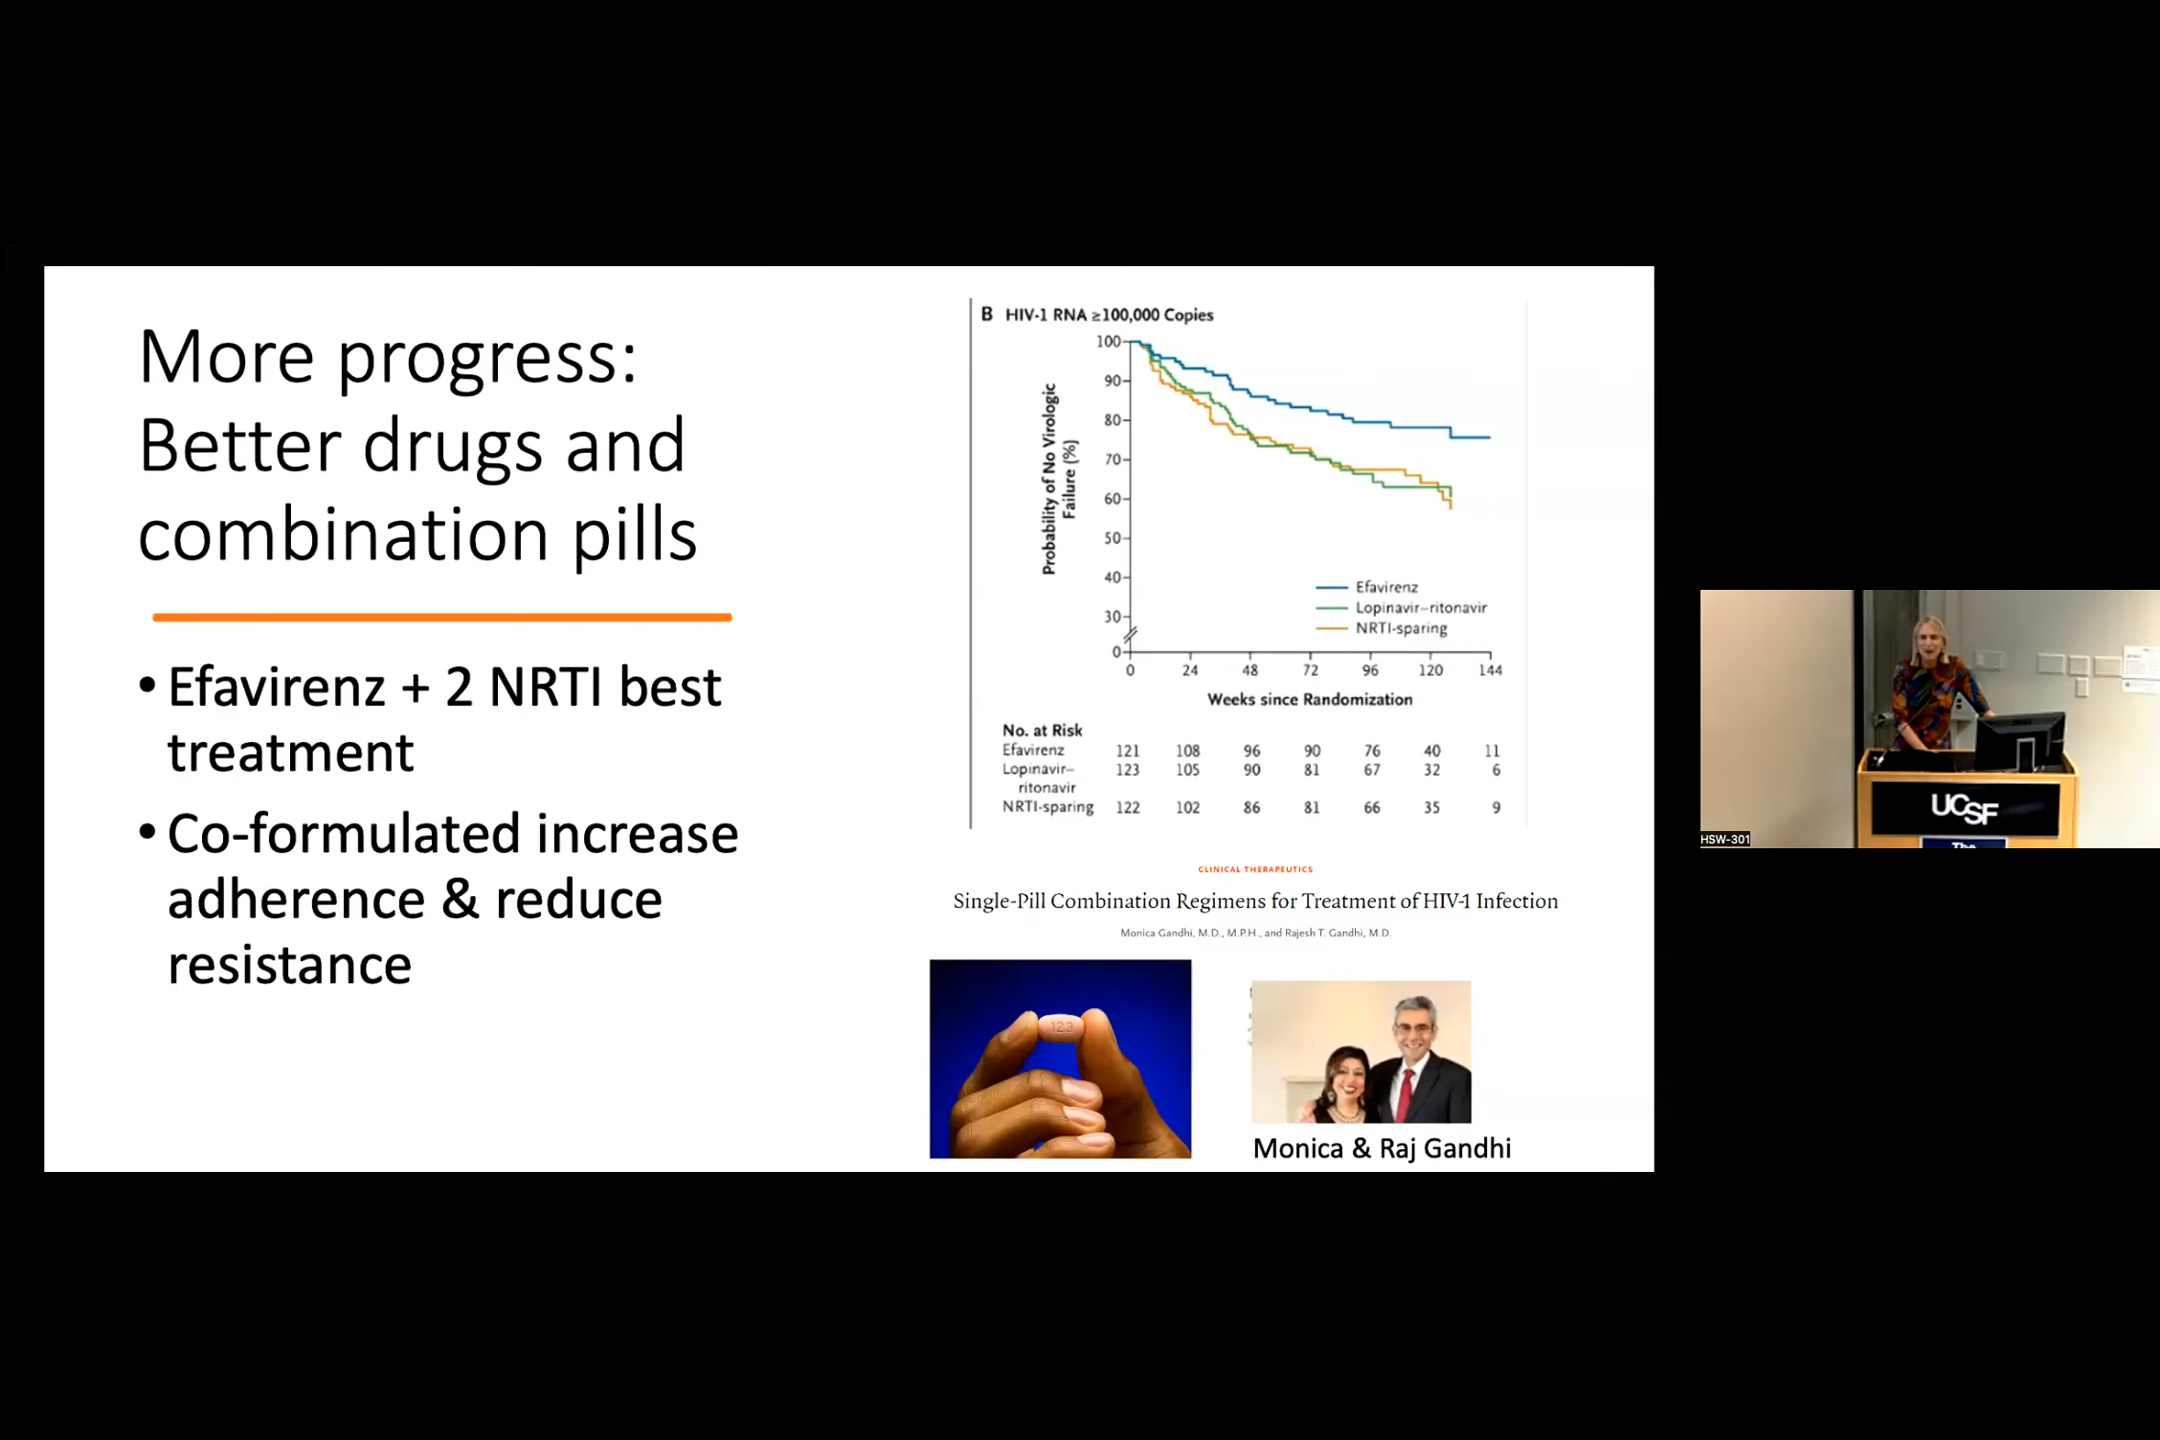 More progress:
Better drugs and
combination pills
• Efavirenz + 2 NRTI best
treatment
• Co-formulated increase
adherence & reduce
resistance
B HIV-1 RNA ≥100,000 Copies
Probability of No Virologic
Failure (%)
100
90
80
70
60
50
40
30
0
Efavirenz
Lopinavir–ritonavir
NRTI-sparing
0 24 48 72 96 120 144
Weeks since Randomization
No. at Risk
Efavirenz 121 108 96 90 76 40 11
Lopinavir– 123 105 90 81 67 32 6
ritonavir
NRTI-sparing 122 102 86 81 66 35 9
CLINICAL THERAPEUTICS
Single-Pill Combination Regimens for Treatment of HIV-1 Infection
Monica Gandhi, M.D., M.P.H., and Rajesh T. Gandhi, M.D.
123
Monica & Raj Gandhi
UCSF
The
HSW-301